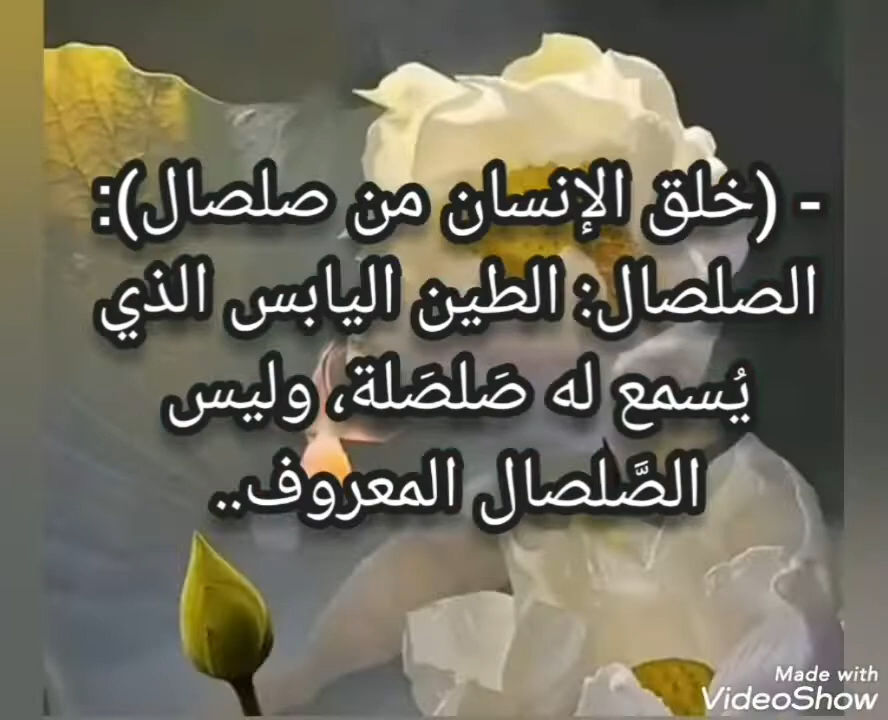 - (خلق الإنسان من صلصال):
الصلصال: الطين اليابس الذي
يُسمع له صَلصَلة، وليس
الصَّلصال المعروف..
Made with
VideoShow